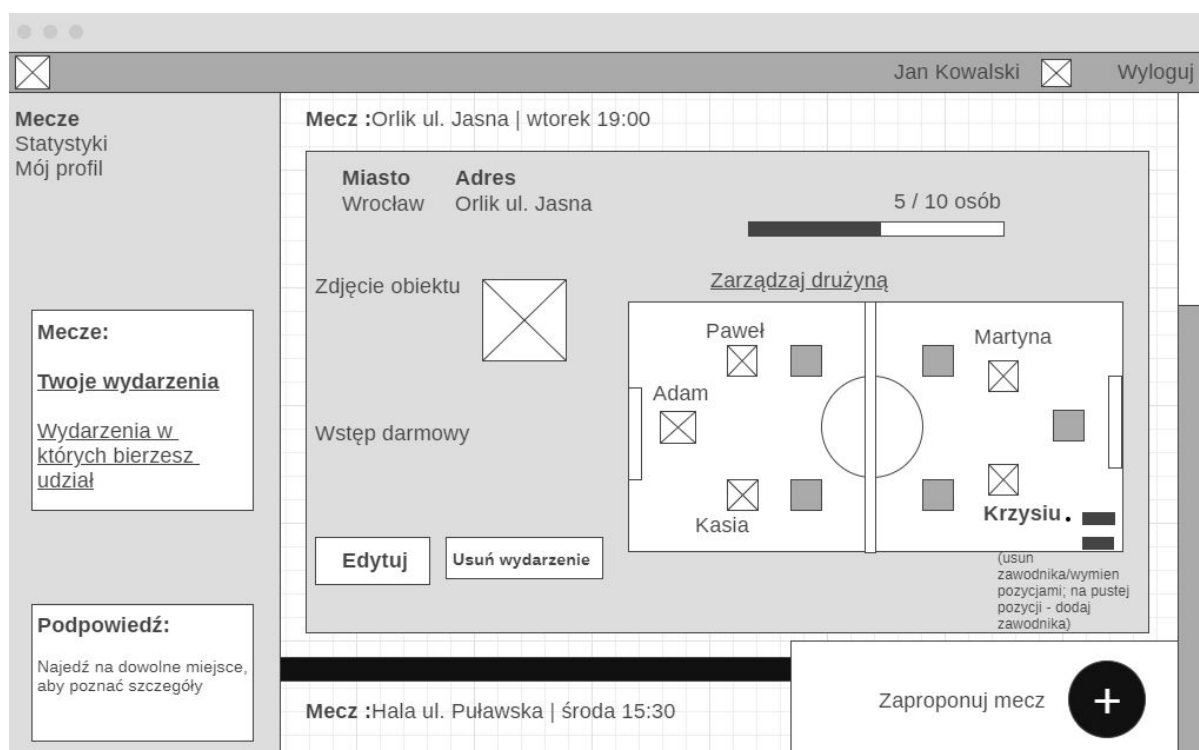 Jan Kowalski
Wyloguj
Mecze
Statystyki
Mój profil
Mecze:
Twoje wydarzenia
Wydarzenia w
których bierzesz
udział
Podpowiedź:
Najedź na dowolne miejsce,
aby poznać szczegóły
Mecz :Orlik ul. Jasna | wtorek 19:00
Miasto Adres
Wrocław Orlik ul. Jasna
5 / 10 osób
Zdjęcie obiektu
Zarządzaj drużyną
Paweł
Martyna
Adam
Wstęp darmowy
Kasia
Krzysiu.
Edytuj
Usuń wydarzenie
(usun
zawodnika/wymien
pozycjami; na pustej
pozycji - dodaj
zawodnika)
Mecz :Hala ul. Puławska | środa 15:30
Zaproponuj mecz
+